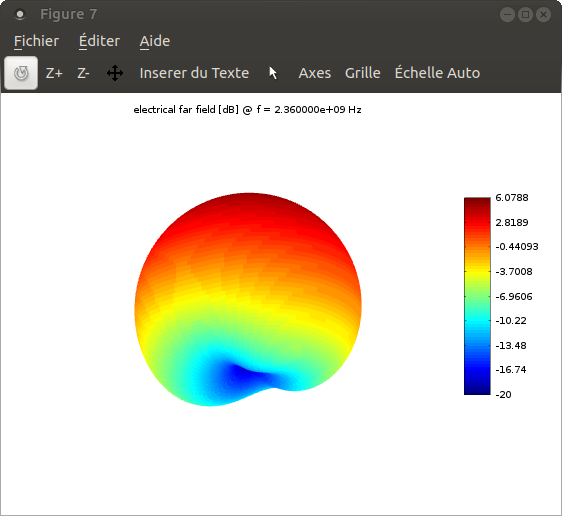 Figure 7
Fichier Éditer Aide
Z+ Z- Inserer du Texte Axes Grille Échelle Auto
electrical far field [dB] @ f = 2.360000e+09 Hz
6.0788
2.8189
-0.44093
-3.7008
-6.9606
-10.22
-13.48
-16.74
-20